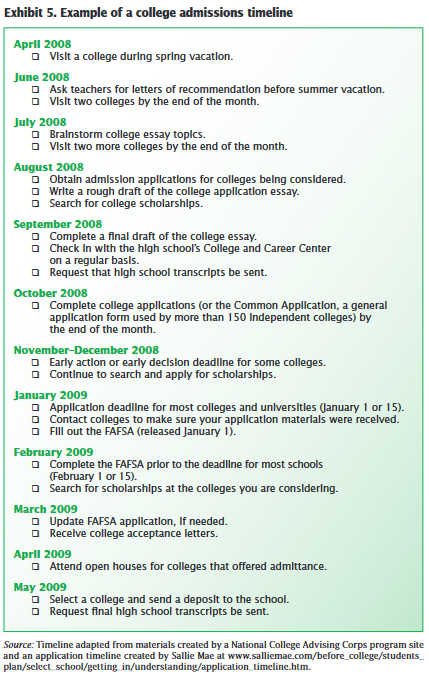 Exhibit 5. Example of a college admissions timeline
April 2008
❑ Visit a college during spring vacation.
June 2008
❑ Ask teachers for letters of recommendation before summer vacation.
❑ Visit two colleges by the end of the month.
July 2008
❑ Brainstorm college essay topics.
❑ Visit two more colleges by the end of the month.
August 2008
❑ Obtain admission applications for colleges being considered.
❑ Write a rough draft of the college application essay.
❑ Search for college scholarships.
September 2008
❑ Complete a final draft of the college essay.
❑ Check in with the high school's College and Career Center
on a regular basis.
❑ Request that high school transcripts be sent.
October 2008
❑ Complete college applications (or the Common Application, a general
application form used by more than 150 independent colleges) by
the end of the month.
November–December 2008
❑ Early action or early decision deadline for some colleges.
❑ Continue to search and apply for scholarships.
January 2009
❑ Application deadline for most colleges and universities (January 1 or 15).
❑ Contact colleges to make sure your application materials were received.
❑ Fill out the FAFSA (released January 1).
February 2009
❑ Complete the FAFSA prior to the deadline for most schools
(February 1 or 15).
❑ Search for scholarships at the colleges you are considering.
March 2009
❑ Update FAFSA application, if needed.
❑ Receive college acceptance letters.
April 2009
❑ Attend open houses for colleges that offered admittance.
May 2009
❑ Select a college and send a deposit to the school.
❑ Request final high school transcripts be sent.
Source: Timeline adapted from materials created by a National College Advising Corps program site
and an application timeline created by Sallie Mae at www.salliemae.com/before_college/students_
plan/select_school/getting_in/understanding/application_timeline.htm.